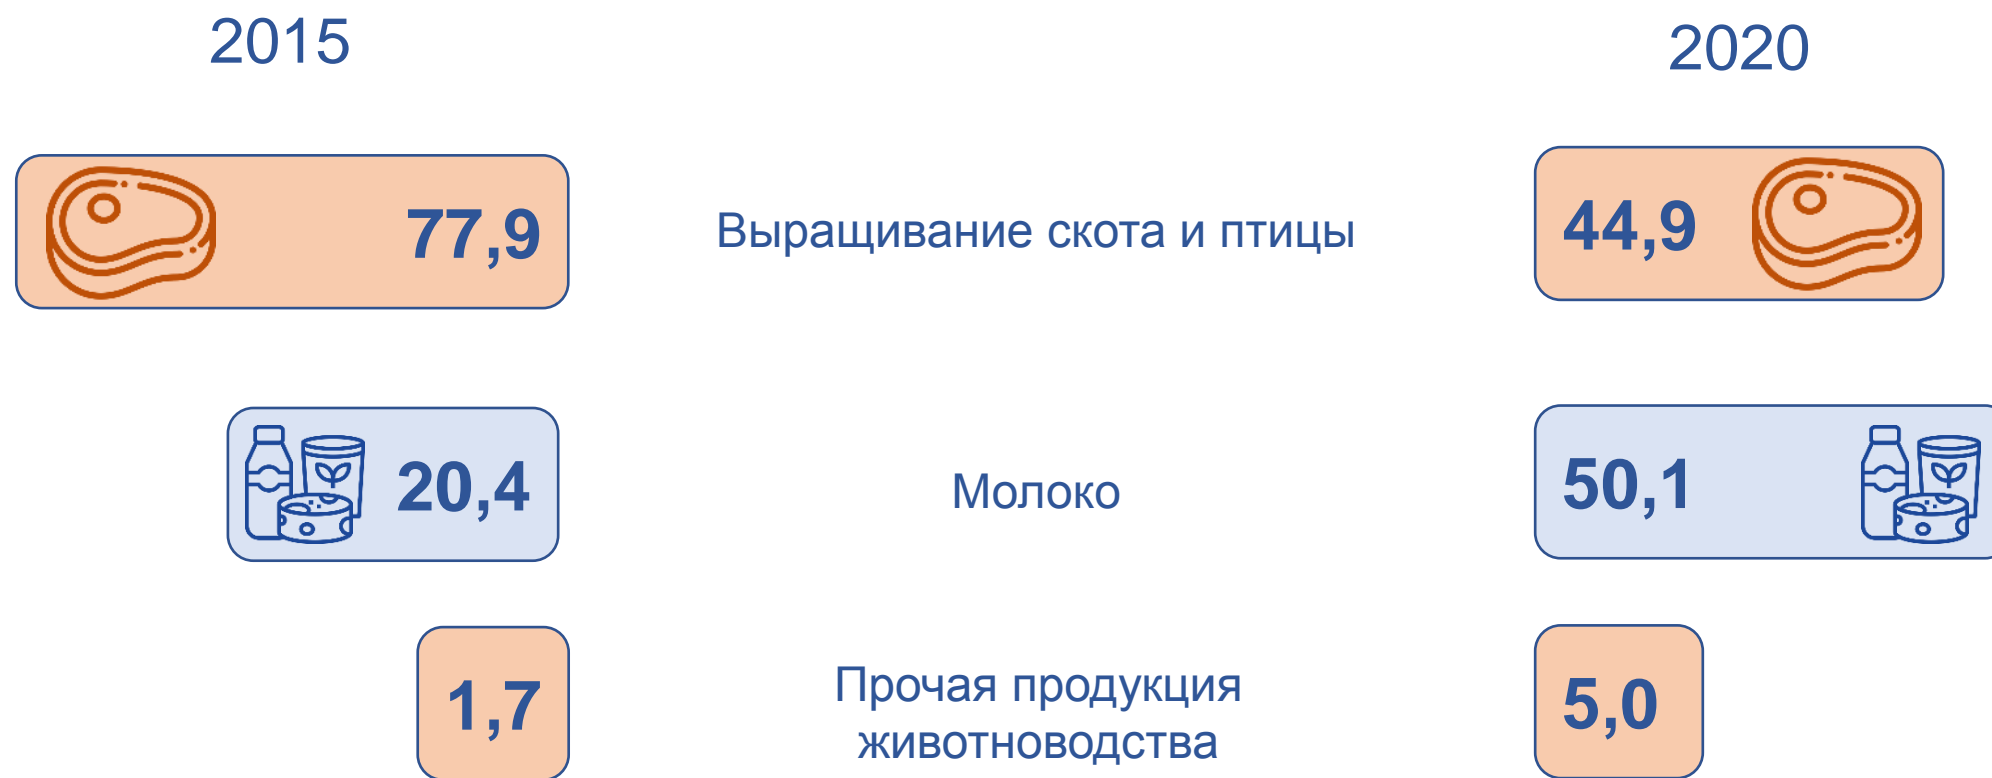 2015
2020
77,9
Выращивание скота и птицы
44,9
20,4
Молоко
50,1
1,7
Прочая продукция
животноводства
5,0